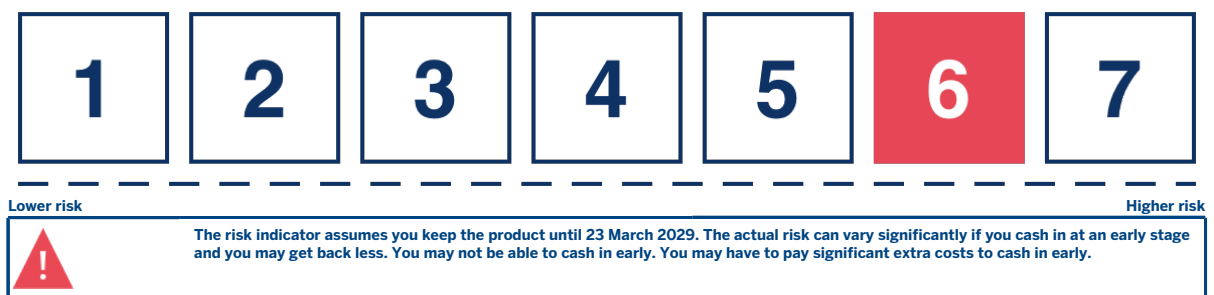 1 2 3 4 5 6 7
Lower risk Higher risk
The risk indicator assumes you keep the product until 23 March 2029. The actual risk can vary significantly if you cash in at an early stage
and you may get back less. You may not be able to cash in early. You may have to pay significant extra costs to cash in early.
!